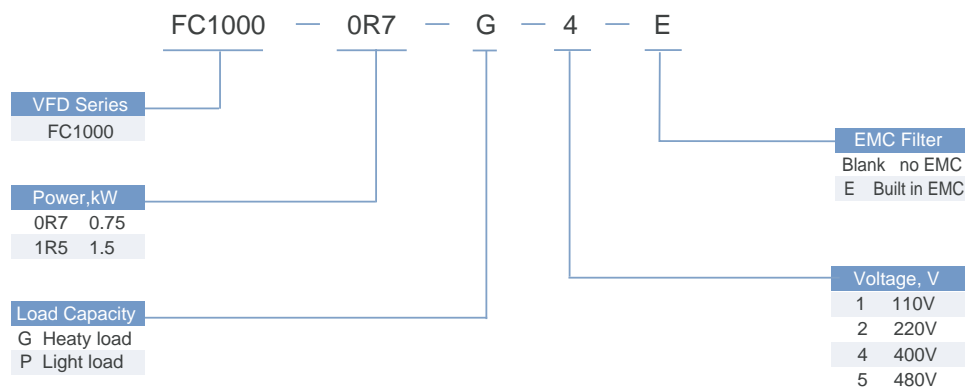 FC1000 — 0R7 — G — 4 — E
VFD Series
FC1000
Power,kW
0R7 0.75
1R5 1.5
Load Capacity
G Heaty load
P Light load
EMC Filter
Blank no EMC
E Built in EMC
Voltage, V
1 110V
2 220V
4 400V
5 480V